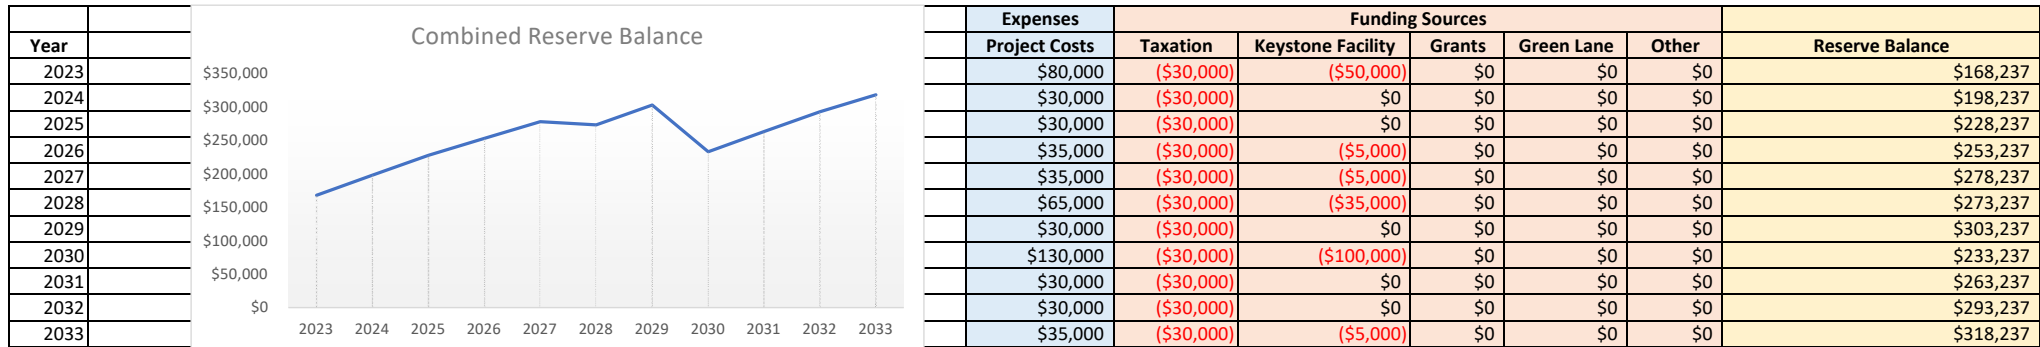 Expenses Funding Sources
Year Project Costs Taxation Keystone Facility Grants Green Lane Other Reserve Balance
2023 $80,000 ($30,000) ($50,000) $0 $0 $0 $168,237
2024 $30,000 ($30,000) $0 $0 $0 $0 $198,237
2025 $30,000 ($30,000) $0 $0 $0 $0 $228,237
2026 $35,000 ($30,000) ($5,000) $0 $0 $0 $253,237
2027 $35,000 ($30,000) ($5,000) $0 $0 $0 $278,237
2028 $65,000 ($30,000) ($35,000) $0 $0 $0 $273,237
2029 $30,000 ($30,000) $0 $0 $0 $0 $303,237
2030 $130,000 ($30,000) ($100,000) $0 $0 $0 $233,237
2031 $30,000 ($30,000) $0 $0 $0 $0 $263,237
2032 $30,000 ($30,000) $0 $0 $0 $0 $293,237
2033 $35,000 ($30,000) ($5,000) $0 $0 $0 $318,237
Combined Reserve Balance
$350,000
$300,000
$250,000
$200,000
$150,000
$100,000
$50,000
$0
2023 2024 2025 2026 2027 2028 2029 2030 2031 2032 2033